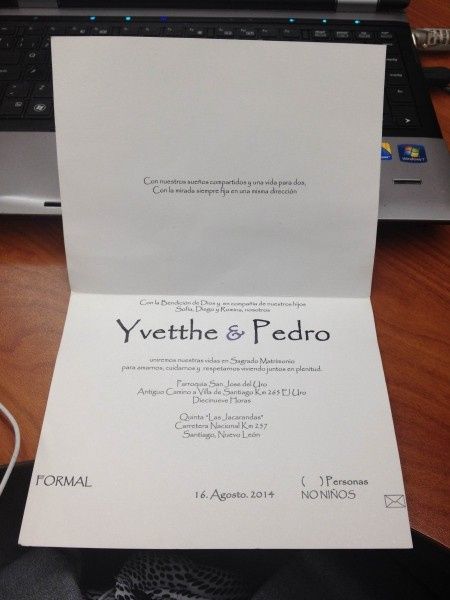 Con nuestros sueños compartidos y una vida para dos,
Con la mirada siempre fija en una misma dirección
Con la Bendición de Dios y en compañía de nuestros hijos
Sofía, Diego y Romina, nosotros
Yvetthe & Pedro
uniremos nuestras vidas en Sagrado Matrimonio
para amarnos, cuidarnos y respetarnos viviendo juntos en plenitud.
Parroquia San Jose del Uro
Antiguo Camino a Villa de Santiago Km 265 El Uro
Diecinueve Horas
Quinta "Las Jacarandas"
Carretera Nacional Km 257
Santiago, Nuevo León
FORMAL
16. Agosto. 2014
( ) Personas
NO NIÑOS